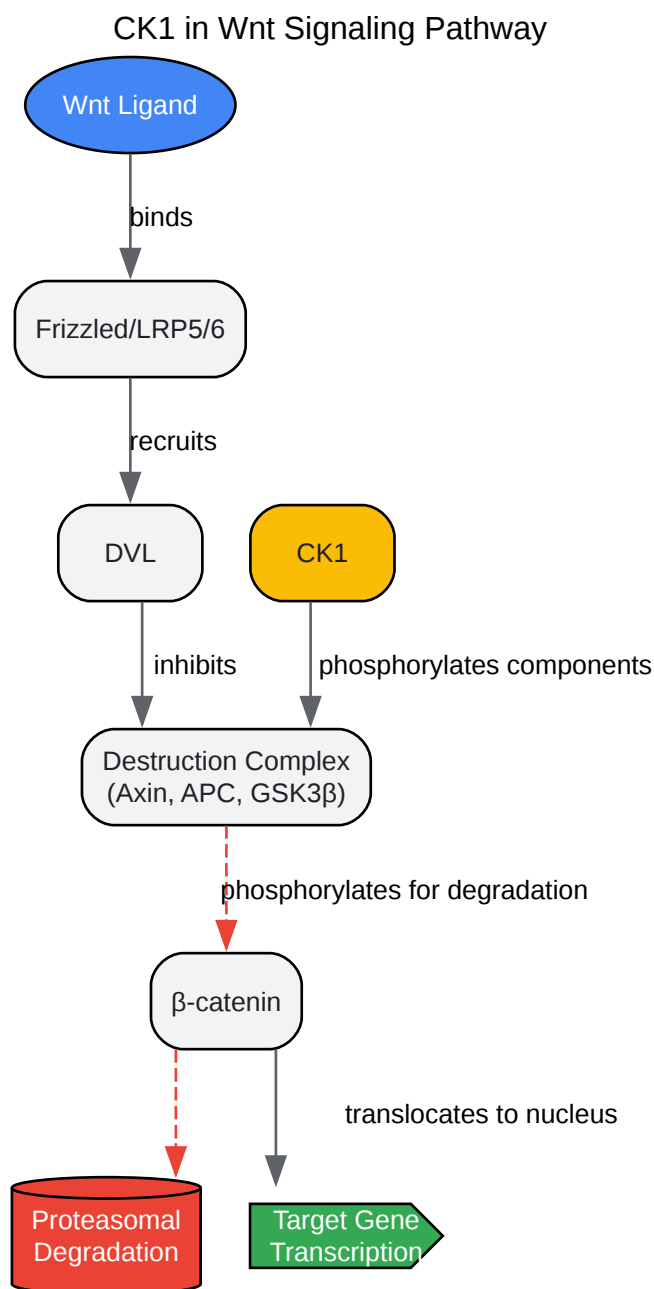 CK1 in Wnt Signaling Pathway
Wnt Ligand
binds
Frizzled/LRP5/6
recruits
DVL
CK1
inhibits
phosphorylates components
Destruction Complex
(Axin, APC, GSK3β)
phosphorylates for degradation
β-catenin
translocates to nucleus
Proteasomal
Degradation
Target Gene
Transcription